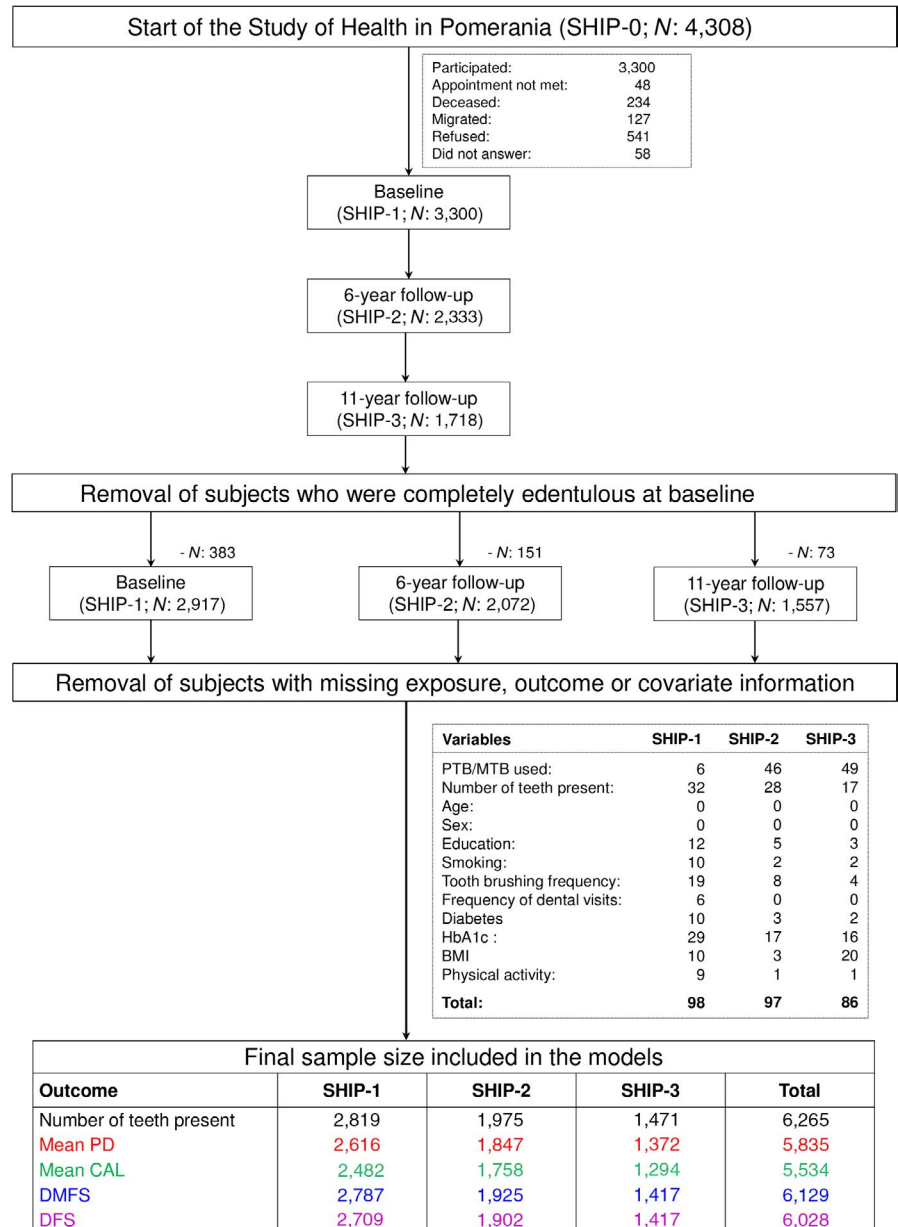 Start of the Study of Health in Pomerania (SHIP-0; N: 4,308)
Participated: 3,300
Appointment not met: 48
Deceased: 234
Migrated: 127
Refused: 541
Did not answer: 58
Baseline
(SHIP-1; N: 3,300)
6-year follow-up
(SHIP-2; N: 2,333)
11-year follow-up
(SHIP-3; N: 1,718)
Removal of subjects who were completely edentulous at baseline
- N: 383 - N: 151 - N: 73
Baseline
(SHIP-1; N: 2,917)
6-year follow-up
(SHIP-2; N: 2,072)
11-year follow-up
(SHIP-3; N: 1,557)
Removal of subjects with missing exposure, outcome or covariate information
Variables SHIP-1 SHIP-2 SHIP-3
PTB/MTB used: 6 46 49
Number of teeth present: 32 28 17
Age: 0 0 0
Sex: 0 0 0
Education: 12 5 3
Smoking: 10 2 2
Tooth brushing frequency: 19 8 4
Frequency of dental visits: 6 0 0
Diabetes 10 3 2
HbA1c : 29 17 16
BMI 10 3 20
Physical activity: 9 1 1
Total: 98 97 86
Final sample size included in the models
Outcome SHIP-1 SHIP-2 SHIP-3 Total
Number of teeth present 2,819 1,975 1,471 6,265
Mean PD 2,616 1,847 1,372 5,835
Mean CAL 2,482 1,758 1,294 5,534
DMFS 2,787 1,925 1,417 6,129
DFS 2,709 1,902 1,417 6,028